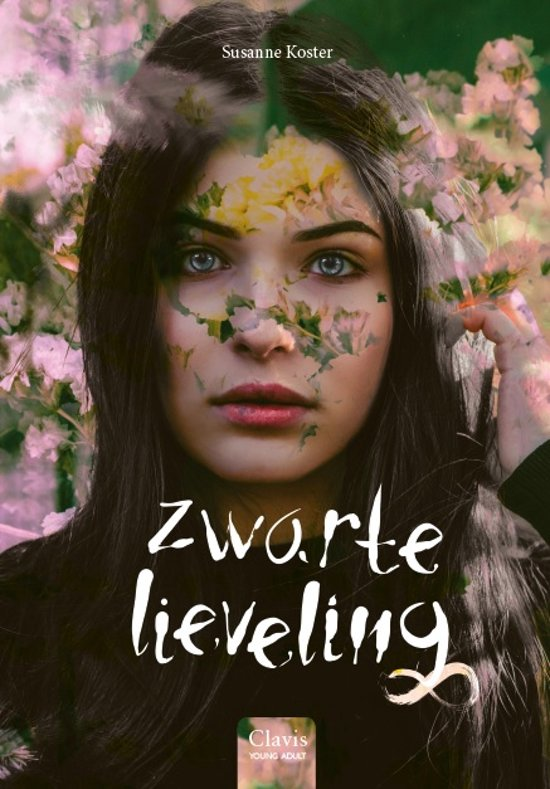 Susanne Koster
zwarte
lieveling
Clavis
YOUNG ADULT